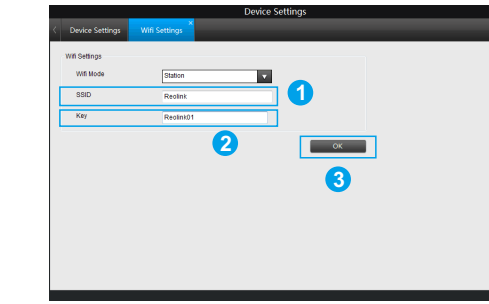 Device Settings
Device Settings
Wifi Settings
Wifi Settings
Wifi Mode
Station
SSID
Reolink
1
Key
Reolink01
2
OK
3